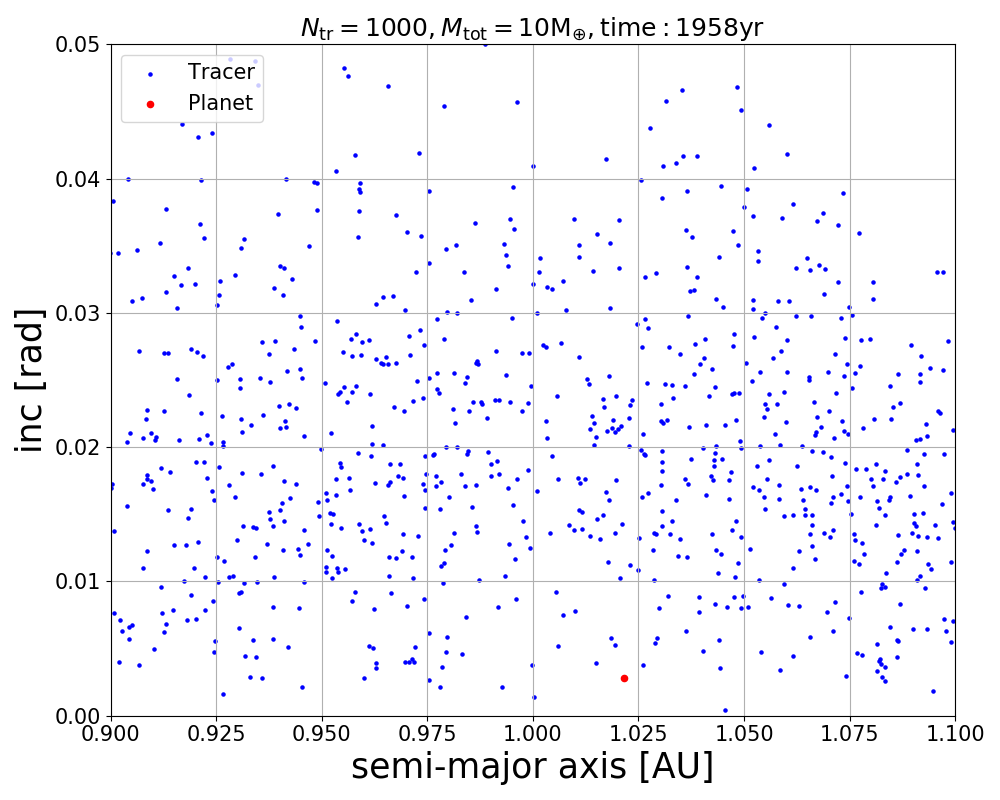 N_tr = 1000, M_tot = 10M_⊕, time : 1958yr
Tracer
Planet
0.05
0.04
0.03
0.02
0.01
0.00
inc [rad]
0.900 0.925 0.950 0.975 1.000 1.025 1.050 1.075 1.100
semi-major axis [AU]